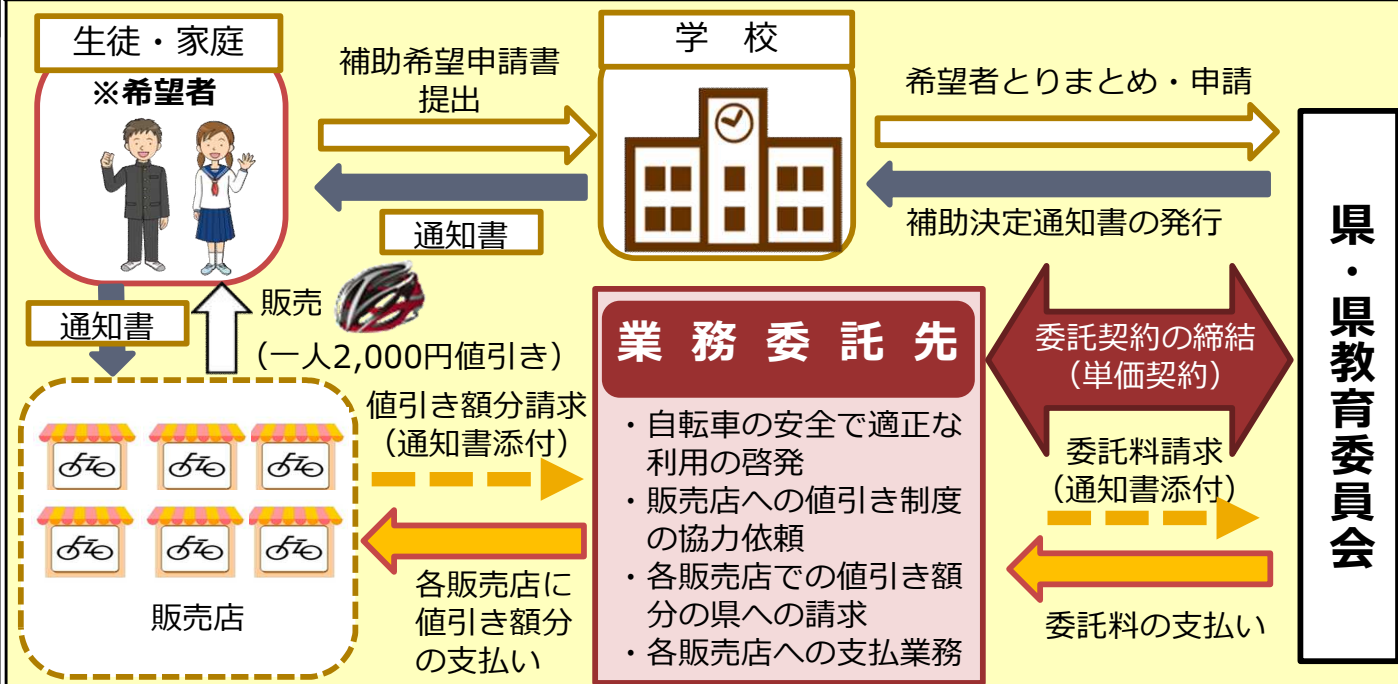 生徒・家庭
※希望者
補助希望申請書
提出
学　校
希望者とりまとめ・申請
通知書
補助決定通知書の発行
県・県教育委員会
通知書
販売
（一人2,000円値引き）
販売店
値引き額分請求
（通知書添付）
各販売店に
値引き額分
の支払い
業務委託先
・自転車の安全で適正な
利用の啓発
・販売店への値引き制度
の協力依頼
・各販売店での値引き額
分の県への請求
・各販売店への支払業務
委託契約の締結
（単価契約）
委託料請求
（通知書添付）
委託料の支払い